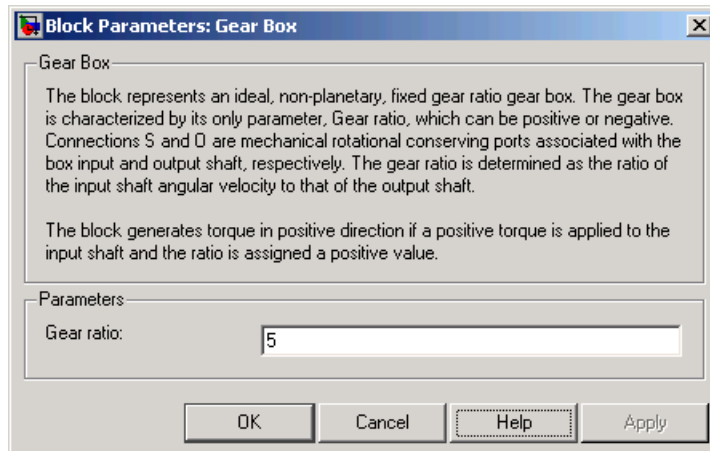 Block Parameters: Gear Box
Gear Box
The block represents an ideal, non-planetary, fixed gear ratio gear box. The gear box
is characterized by its only parameter, Gear ratio, which can be positive or negative.
Connections S and O are mechanical rotational conserving ports associated with the
box input and output shaft, respectively. The gear ratio is determined as the ratio of
the input shaft angular velocity to that of the output shaft.
The block generates torque in positive direction if a positive torque is applied to the
input shaft and the ratio is assigned a positive value.
Parameters
Gear ratio: 5
OK Cancel Help Apply